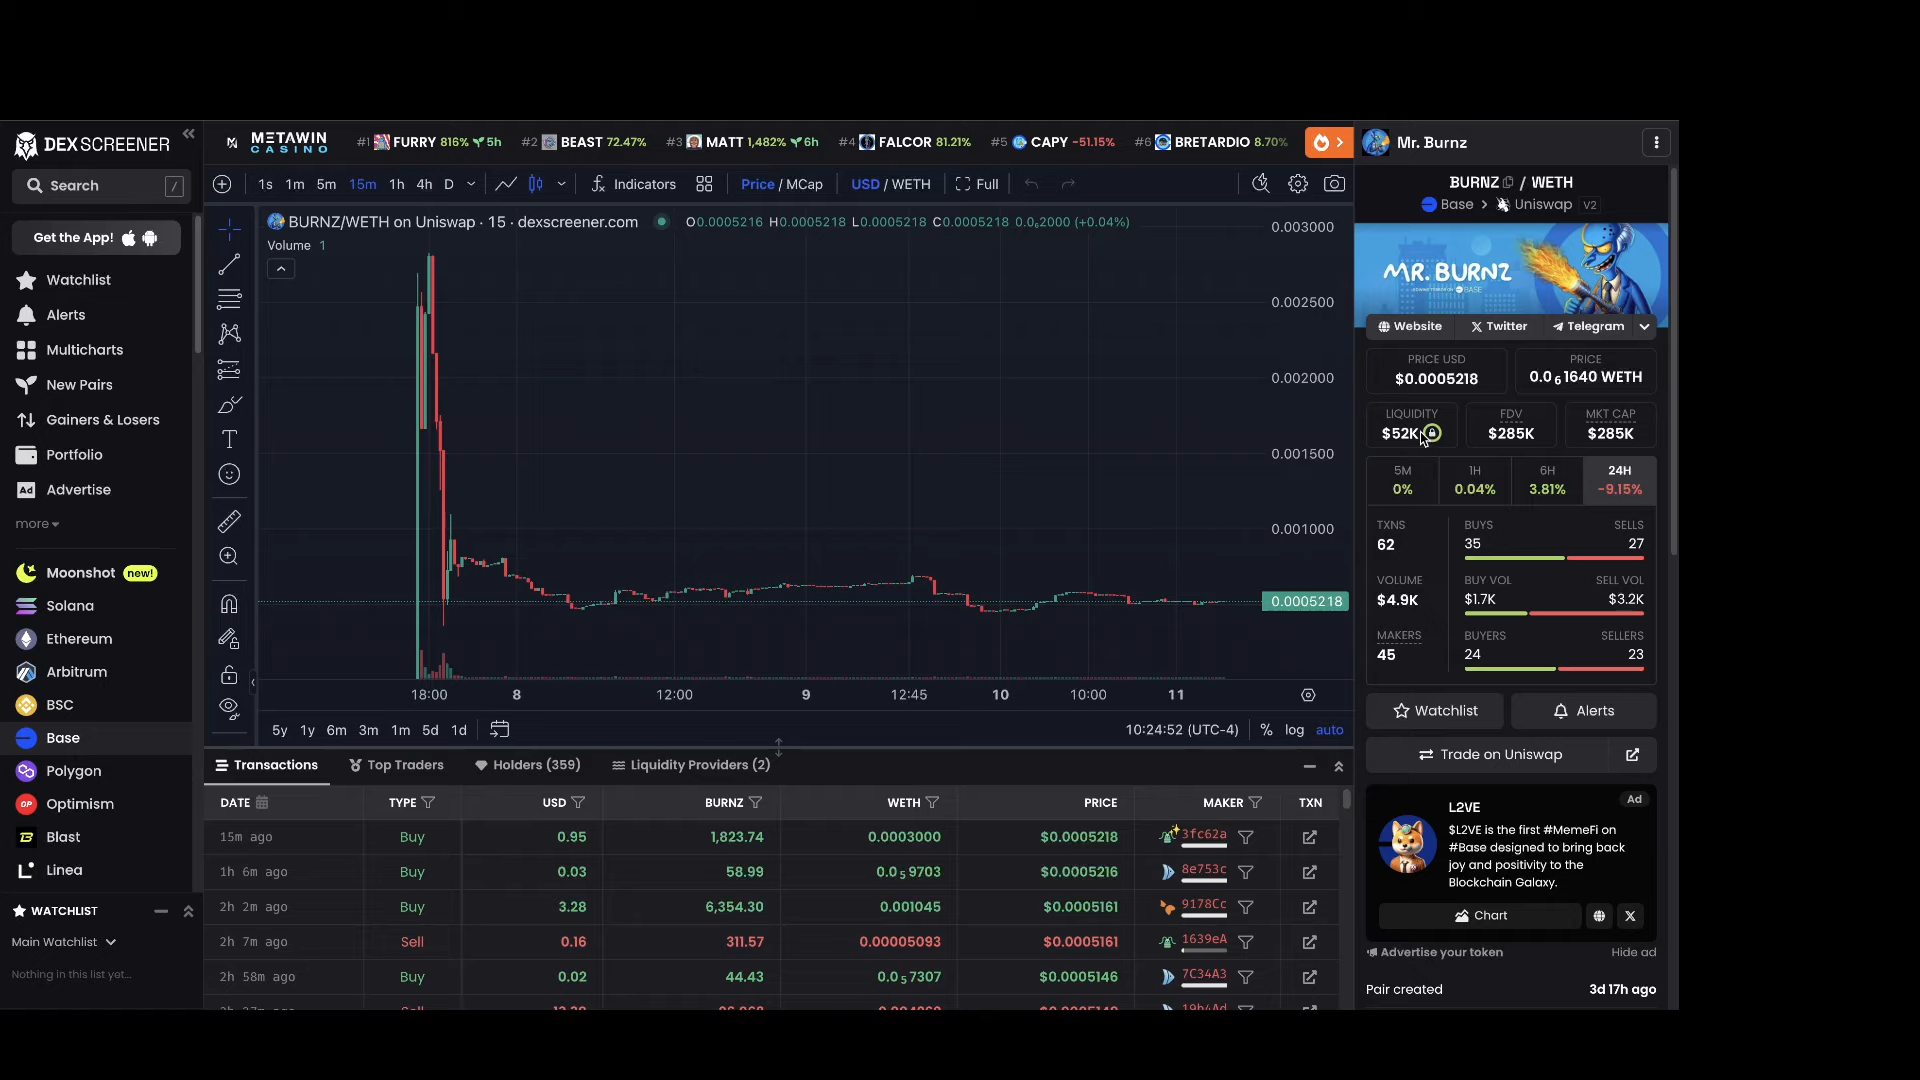 DEXSCREENER
Search /
Get the App!
Watchlist
Alerts
Multicharts
New Pairs
Gainers & Losers
Portfolio
Ad Advertise
more
Moonshot new!
Solana
Ethereum
Arbitrum
BSC
Base
Polygon
OP Optimism
Blast
Linea
WATCHLIST
Main Watchlist
Nothing in this list yet...
METAWIN
CASINO
#1 FURRY 816% 5h #2 BEAST 72.47% #3 MATT 1,482% 6h #4 FALCOR 81.21% #5 CAPY -51.15% #6 BRETARDIO 8.70%
1s 1m 5m 15m 1h 4h D Indicators Price / MCap USD / WETH Full
BURNZ/WETH on Uniswap · 15 · dexscreener.com O0.0005216 H0.0005218 L0.0005218 C0.0005218 0.0₆2000 (+0.04%)
Volume 1
0.003000
0.002500
0.002000
0.001500
0.001000
0.0005218
18:00 8 12:00 9 12:45 10 10:00 11
5y 1y 6m 3m 1m 5d 1d 10:24:52 (UTC-4) % log auto
Transactions Top Traders Holders (359) Liquidity Providers (2)
DATE TYPE USD BURNZ WETH PRICE MAKER TXN
15m ago Buy 0.95 1,823.74 0.0003000 $0.0005218 3fc62a
1h 6m ago Buy 0.03 58.99 0.0₅9703 $0.0005216 8e753c
2h 2m ago Buy 3.28 6,354.30 0.001045 $0.0005161 9178Cc
2h 7m ago Sell 0.16 311.57 0.00005093 $0.0005161 1639eA
2h 58m ago Buy 0.02 44.43 0.0₅7307 $0.0005146 7C34A3
Mr. Burnz
BURNZ / WETH
Base > Uniswap V2
MR. BURNZ
Website Twitter Telegram
PRICE USD
$0.0005218
PRICE
0.0₆1640 WETH
LIQUIDITY
$52K
FDV
$285K
MKT CAP
$285K
5M 1H 6H 24H
0% 0.04% 3.81% -9.15%
TXNS BUYS SELLS
62 35 27
VOLUME BUY VOL SELL VOL
$4.9K $1.7K $3.2K
MAKERS BUYERS SELLERS
45 24 23
Watchlist Alerts
Trade on Uniswap
L2VE Ad
$L2VE is the first #MemeFi on
#Base designed to bring back
joy and positivity to the
Blockchain Galaxy.
Chart
Advertise your token Hide ad
Pair created 3d 17h ago